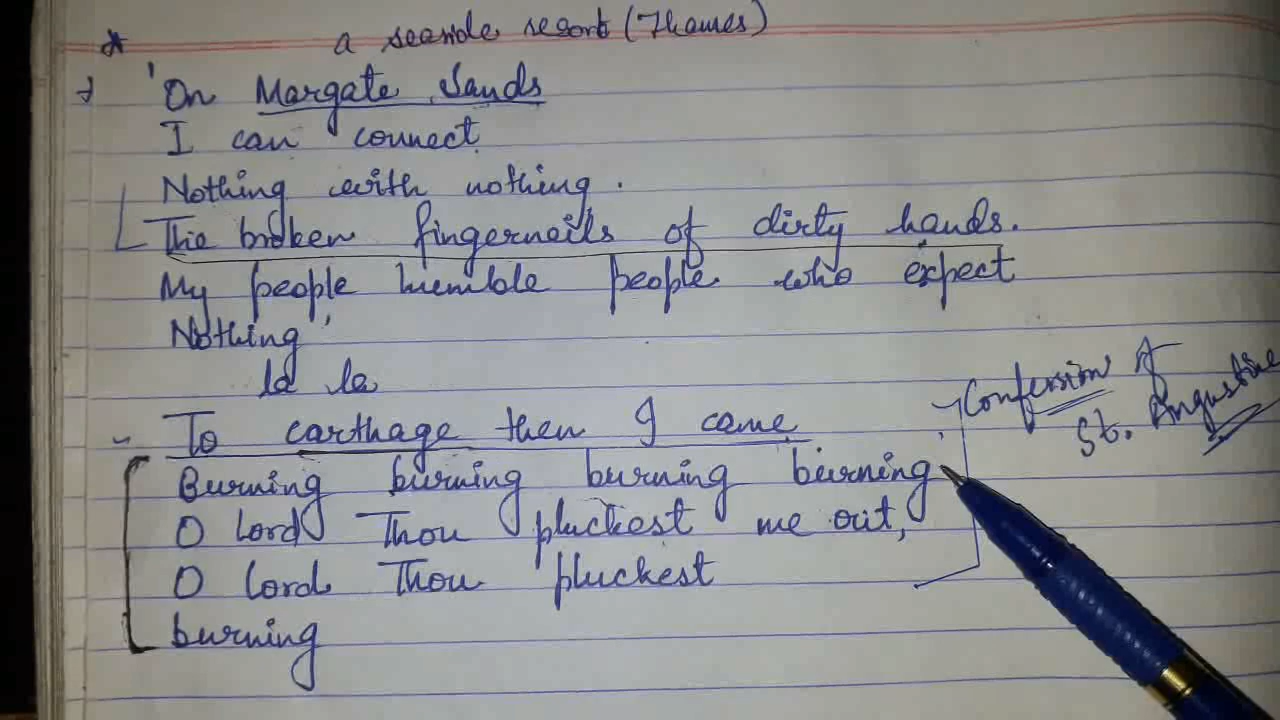 * a seaside resort (Thames)
'On Margate Sands
I can connect
Nothing with nothing.
The broken fingernails of dirty hands.
My people humble people who expect
Nothing'
la la
To carthage then I came
Burning burning burning burning
O lord Thou pluckest me out,
O lord Thou pluckest
burning
Confession of
St. Angustine